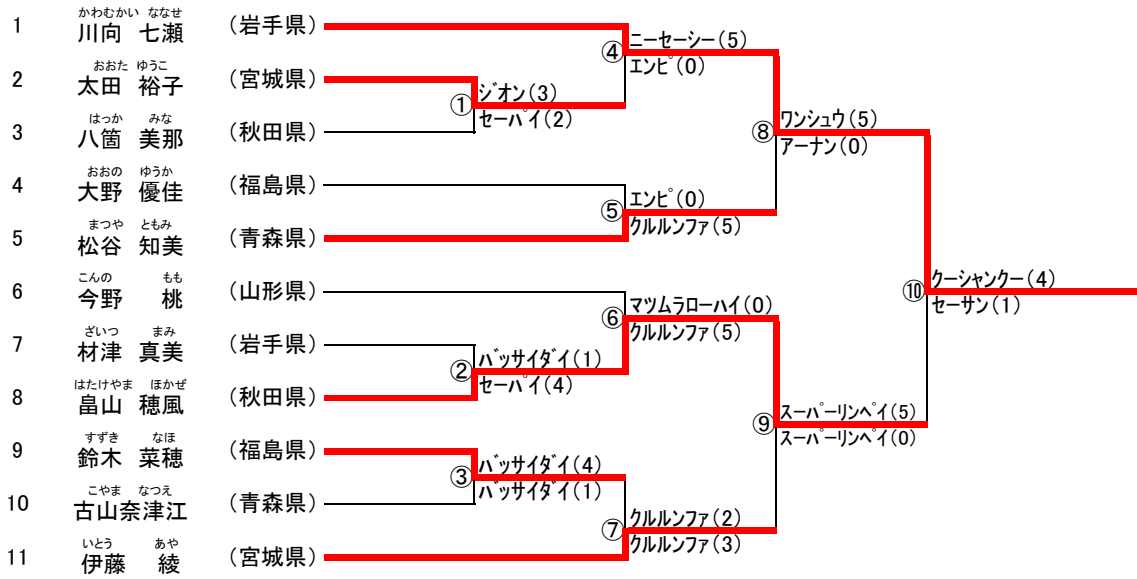 かわむかい ななせ
1 川向 七瀬 （岩手県）
④ ニーセーシー(5)
エンピ(0)
おおた ゆうこ
2 太田 裕子 （宮城県）
① ジオン(3)
セーパイ(2)
はっか みな
3 八箇 美那 （秋田県）
⑧ ワンシュウ(5)
アーナン(0)
おおの ゆうか
4 大野 優佳 （福島県）
⑤ エンピ(0)
クルルンファ(5)
まつや ともみ
5 松谷 知美 （青森県）
⑩ クーシャンクー(4)
セーサン(1)
こんの もも
6 今野 桃 （山形県）
⑥ マツムラローハイ(0)
クルルンファ(5)
ざいつ まみ
7 材津 真美 （岩手県）
② バッサイダイ(1)
セーパイ(4)
はたけやま ほかぜ
8 畠山 穂風 （秋田県）
⑨ スーパーリンペイ(5)
スーパーリンペイ(0)
すずき なほ
9 鈴木 菜穂 （福島県）
③ バッサイダイ(4)
バッサイダイ(1)
こやま なつえ
10 古山奈津江 （青森県）
⑦ クルルンファ(2)
クルルンファ(3)
いとう あや
11 伊藤 綾 （宮城県）